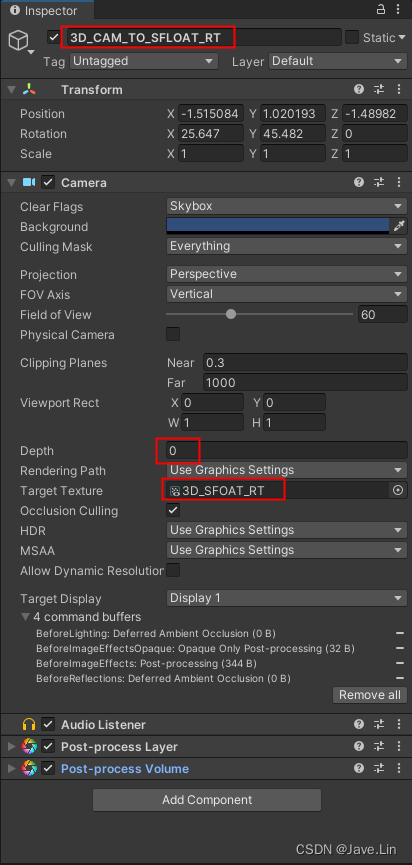 Inspector
3D_CAM_TO_SFLOAT_RT Static
Tag Untagged Layer Default
Transform
Position X -1.515084 Y 1.020193 Z -1.48982
Rotation X 25.647 Y 45.482 Z 0
Scale X 1 Y 1 Z 1
Camera
Clear Flags Skybox
Background
Culling Mask Everything
Projection Perspective
FOV Axis Vertical
Field of View 60
Physical Camera
Clipping Planes Near 0.3
Far 1000
Viewport Rect X 0 Y 0
W 1 H 1
Depth 0
Rendering Path Use Graphics Settings
Target Texture 3D_SFOAT_RT
Occlusion Culling
HDR Use Graphics Settings
MSAA Use Graphics Settings
Allow Dynamic Resolution
Target Display Display 1
4 command buffers
BeforeLighting: Deferred Ambient Occlusion (0 B)
BeforeImageEffectsOpaque: Opaque Only Post-processing (32 B)
BeforeImageEffects: Post-processing (344 B)
BeforeReflections: Deferred Ambient Occlusion (0 B)
Remove all
Audio Listener
Post-process Layer
Post-process Volume
Add Component
CSDN @Jave.Lin